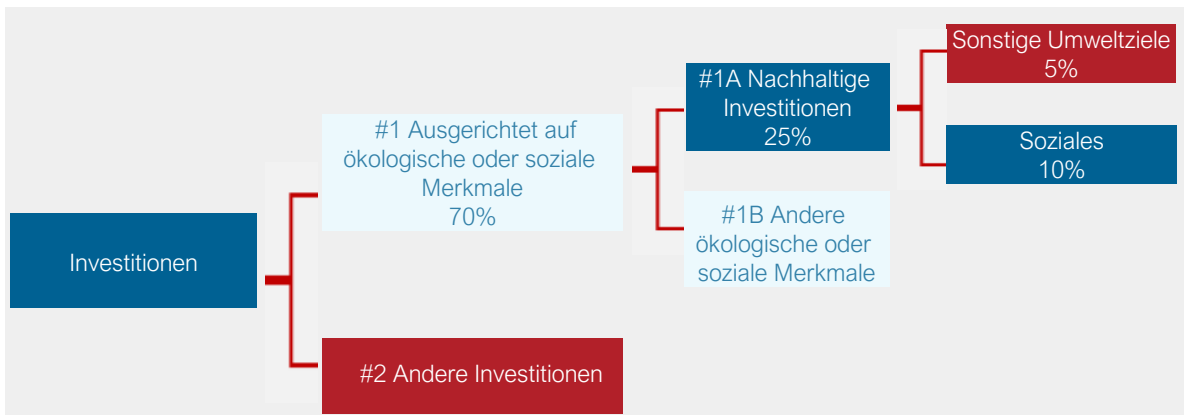 Investitionen
#1 Ausgerichtet auf
ökologische oder soziale
Merkmale
70%
#2 Andere Investitionen
#1A Nachhaltige
Investitionen
25%
#1B Andere
ökologische oder
soziale Merkmale
Sonstige Umweltziele
5%
Soziales
10%